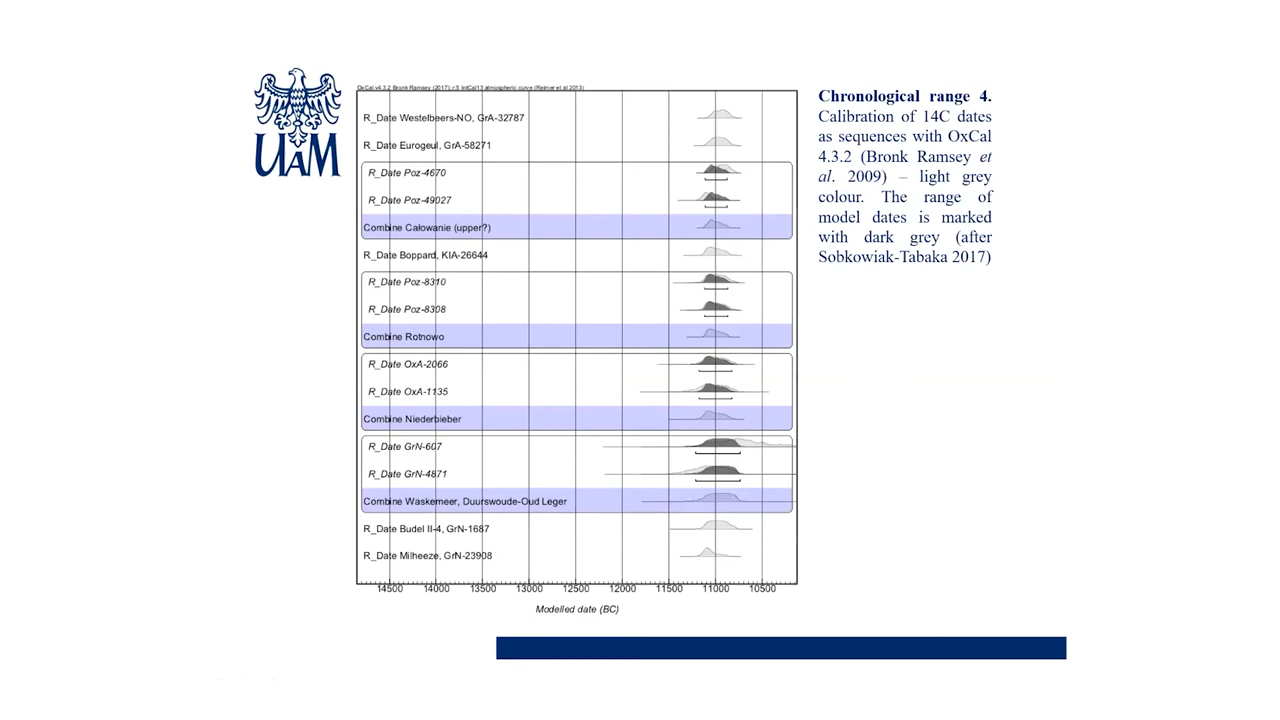 UAM
OxCal v4.3.2 Bronk Ramsey (2017); r:5 IntCal13 atmospheric curve (Reimer et al 2013)
R_Date Westelbeers-NO, GrA-32787
R_Date Eurogeul, GrA-58271
R_Date Poz-4670
R_Date Poz-49027
Combine Całowanie (upper?)
R_Date Boppard, KIA-26644
R_Date Poz-8310
R_Date Poz-8308
Combine Rotnowo
R_Date OxA-2066
R_Date OxA-1135
Combine Niederbieber
R_Date GrN-607
R_Date GrN-4871
Combine Waskemeer, Duurswoude-Oud Leger
R_Date Budel II-4, GrN-1687
R_Date Milheeze, GrN-23908
14500 14000 13500 13000 12500 12000 11500 11000 10500
Modelled date (BC)
Chronological range 4.
Calibration of 14C dates
as sequences with OxCal
4.3.2 (Bronk Ramsey et
al. 2009) – light grey
colour. The range of
model dates is marked
with dark grey (after
Sobkowiak-Tabaka 2017)